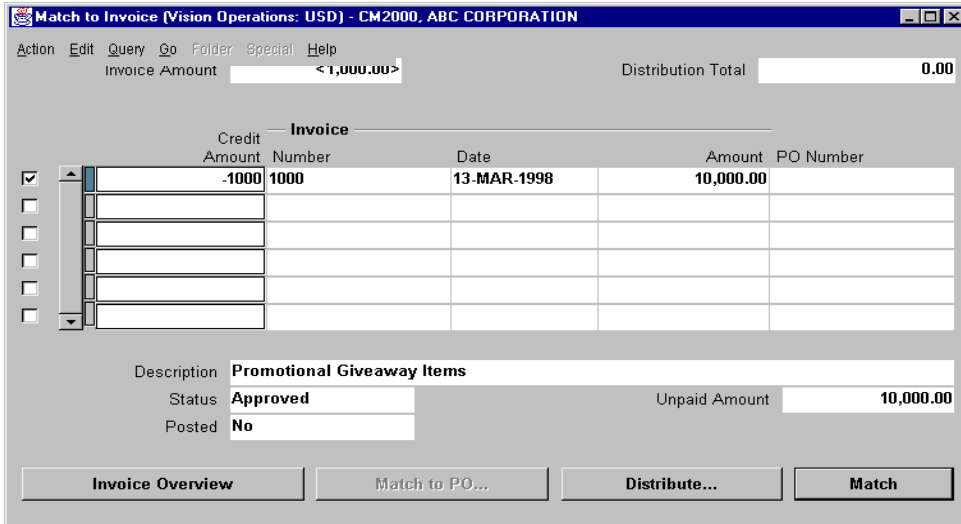 Match to Invoice (Vision Operations: USD) - CM2000, ABC CORPORATION
Action Edit Query Go Folder Special Help
Invoice Amount <1,000.00> Distribution Total 0.00
Invoice
Credit
Amount Number Date Amount PO Number
-1000 1000 13-MAR-1998 10,000.00
Description Promotional Giveaway Items
Status Approved Unpaid Amount 10,000.00
Posted No
Invoice Overview Match to PO... Distribute... Match